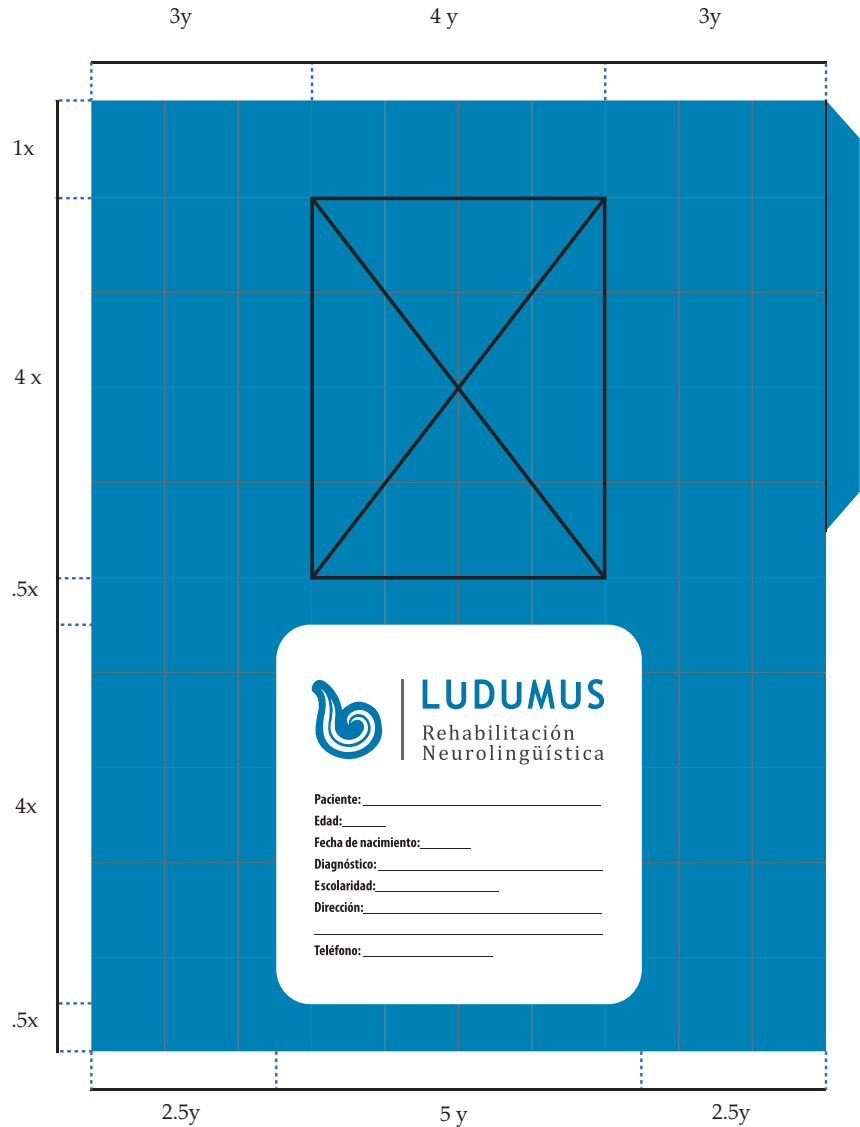 3y 4 y 3y
1x
4 x
.5x
LUDUMUS
Rehabilitación
Neurolingüística
Paciente:
Edad:
Fecha de nacimiento:
Diagnóstico:
Escolaridad:
Dirección:
Teléfono:
4x
.5x
2.5y 5 y 2.5y